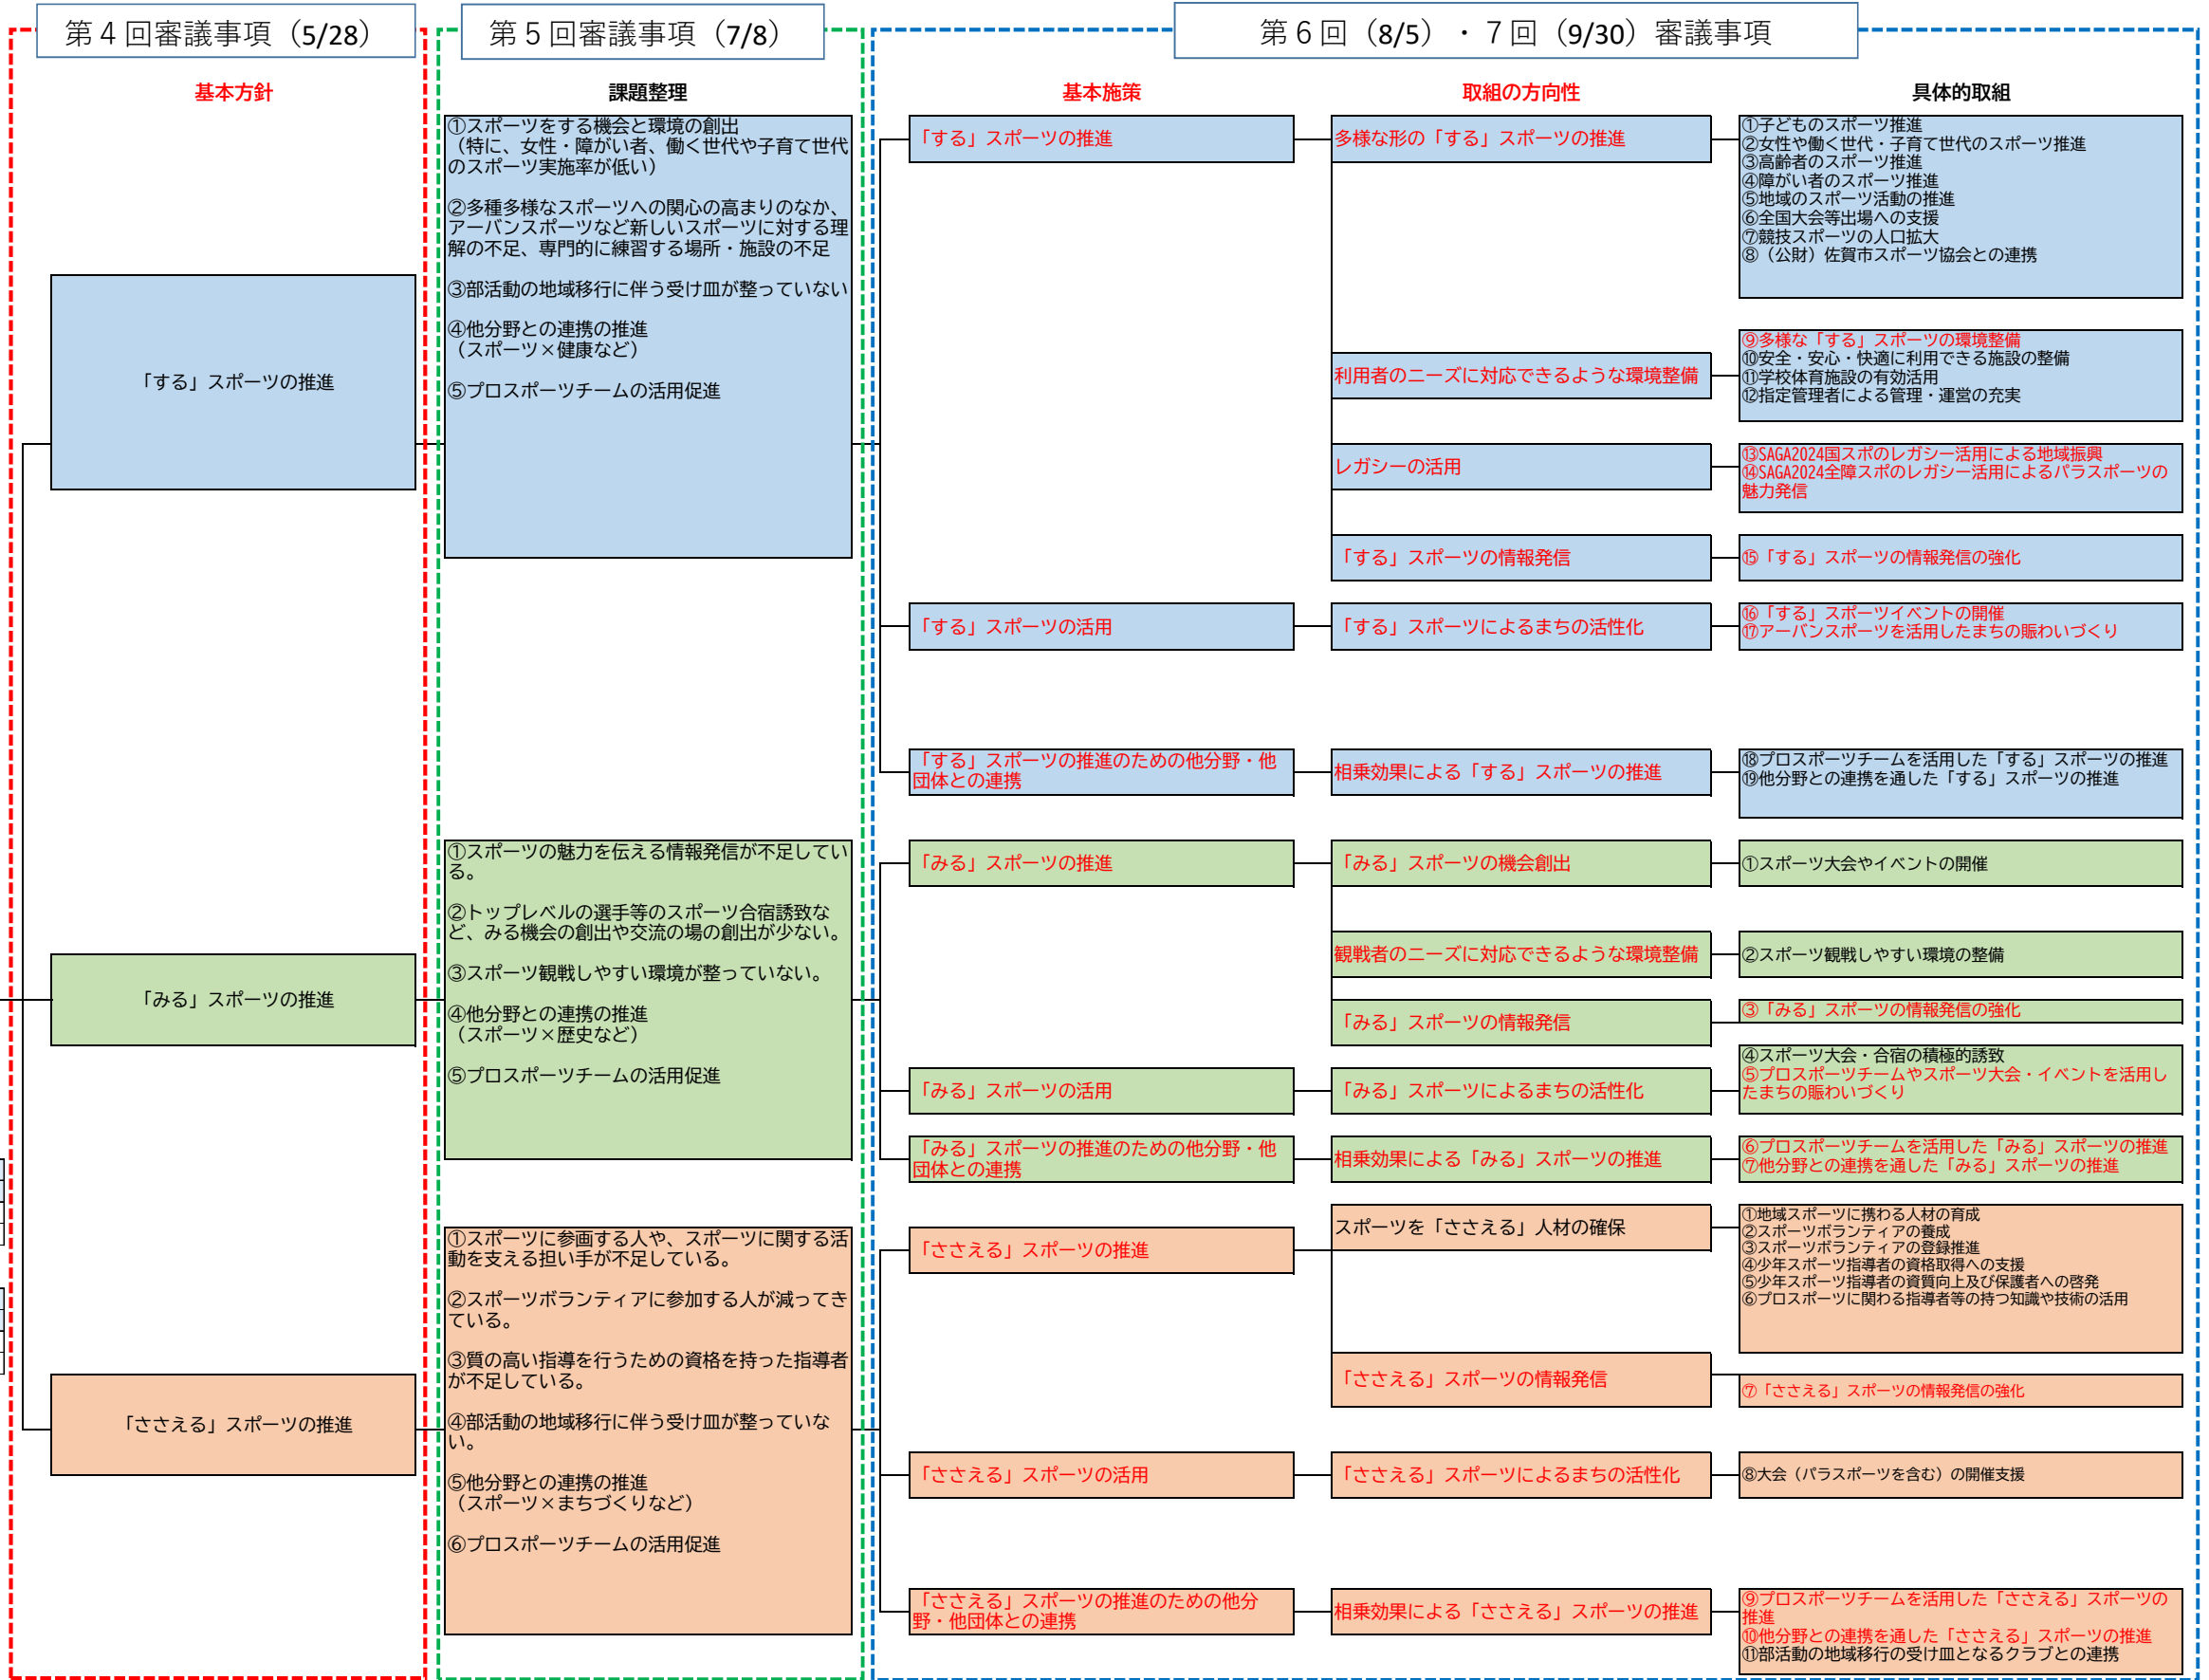 第４回審議事項（5/28）
第５回審議事項（7/8）
第６回（8/5）・７回（9/30）審議事項
基本方針
課題整理
基本施策
取組の方向性
具体的取組
「する」スポーツの推進
①スポーツをする機会と環境の創出
（特に、女性・障がい者、働く世代や子育て世代
のスポーツ実施率が低い）
②多種多様なスポーツへの関心の高まりのなか、
アーバンスポーツなど新しいスポーツに対する理
解の不足、専門的に練習する場所・施設の不足
③部活動の地域移行に伴う受け皿が整っていない
④他分野との連携の推進
（スポーツ×健康など）
⑤プロスポーツチームの活用促進
「する」スポーツの推進
多様な形の「する」スポーツの推進
①子どものスポーツ推進
②女性や働く世代・子育て世代のスポーツ推進
③高齢者のスポーツ推進
④障がい者のスポーツ推進
⑤地域のスポーツ活動の推進
⑥全国大会等出場への支援
⑦競技スポーツの人口拡大
⑧（公財）佐賀市スポーツ協会との連携
利用者のニーズに対応できるような環境整備
⑨多様な「する」スポーツの環境整備
⑩安全・安心・快適に利用できる施設の整備
⑪学校体育施設の有効活用
⑫指定管理者による管理・運営の充実
レガシーの活用
⑬SAGA2024国スポのレガシー活用による地域振興
⑭SAGA2024全障スポのレガシー活用によるパラスポーツの
魅力発信
「する」スポーツの情報発信
⑮「する」スポーツの情報発信の強化
「する」スポーツの活用
「する」スポーツによるまちの活性化
⑯「する」スポーツイベントの開催
⑰アーバンスポーツを活用したまちの賑わいづくり
「する」スポーツの推進のための他分野・他
団体との連携
相乗効果による「する」スポーツの推進
⑱プロスポーツチームを活用した「する」スポーツの推進
⑲他分野との連携を通した「する」スポーツの推進
「みる」スポーツの推進
①スポーツの魅力を伝える情報発信が不足してい
る。
②トップレベルの選手等のスポーツ合宿誘致な
ど、みる機会の創出や交流の場の創出が少ない。
③スポーツ観戦しやすい環境が整っていない。
④他分野との連携の推進
（スポーツ×歴史など）
⑤プロスポーツチームの活用促進
「みる」スポーツの推進
「みる」スポーツの機会創出
①スポーツ大会やイベントの開催
観戦者のニーズに対応できるような環境整備
②スポーツ観戦しやすい環境の整備
「みる」スポーツの情報発信
③「みる」スポーツの情報発信の強化
「みる」スポーツの活用
「みる」スポーツによるまちの活性化
④スポーツ大会・合宿の積極的誘致
⑤プロスポーツチームやスポーツ大会・イベントを活用し
たまちの賑わいづくり
「みる」スポーツの推進のための他分野・他
団体との連携
相乗効果による「みる」スポーツの推進
⑥プロスポーツチームを活用した「みる」スポーツの推進
⑦他分野との連携を通した「みる」スポーツの推進
「ささえる」スポーツの推進
①スポーツに参画する人や、スポーツに関する活
動を支える担い手が不足している。
②スポーツボランティアに参加する人が減ってき
ている。
③質の高い指導を行うための資格を持った指導者
が不足している。
④部活動の地域移行に伴う受け皿が整っていな
い。
⑤他分野との連携の推進
（スポーツ×まちづくりなど）
⑥プロスポーツチームの活用促進
「ささえる」スポーツの推進
スポーツを「ささえる」人材の確保
①地域スポーツに携わる人材の育成
②スポーツボランティアの養成
③スポーツボランティアの登録推進
④少年スポーツ指導者の資格取得への支援
⑤少年スポーツ指導者の資質向上及び保護者への啓発
⑥プロスポーツに関わる指導者等の持つ知識や技術の活用
「ささえる」スポーツの情報発信
⑦「ささえる」スポーツの情報発信の強化
「ささえる」スポーツの活用
「ささえる」スポーツによるまちの活性化
⑧大会（パラスポーツを含む）の開催支援
「ささえる」スポーツの推進のための他分
野・他団体との連携
相乗効果による「ささえる」スポーツの推進
⑨プロスポーツチームを活用した「ささえる」スポーツの
推進
⑩他分野との連携を通した「ささえる」スポーツの推進
⑪部活動の地域移行の受け皿となるクラブとの連携